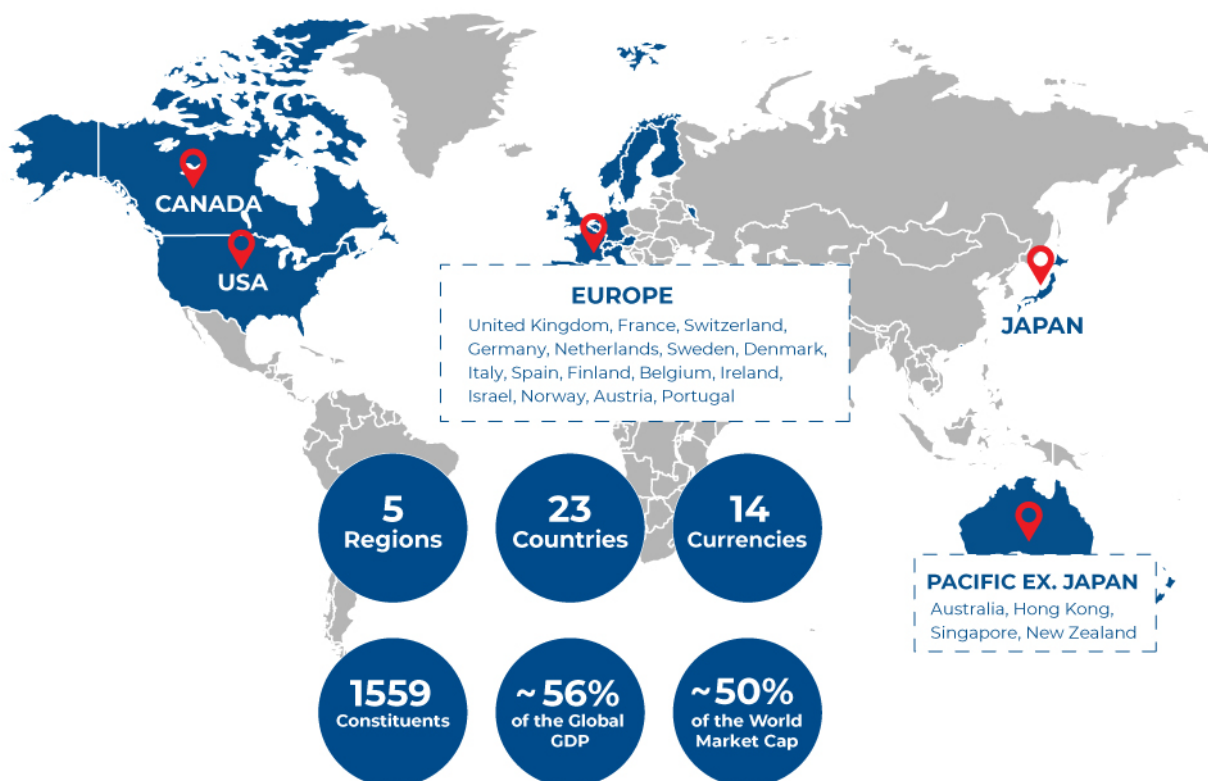 CANADA
USA
EUROPE
United Kingdom, France, Switzerland,
Germany, Netherlands, Sweden, Denmark,
Italy, Spain, Finland, Belgium, Ireland,
Israel, Norway, Austria, Portugal
JAPAN
5
Regions
23
Countries
14
Currencies
PACIFIC EX. JAPAN
Australia, Hong Kong,
Singapore, New Zealand
1559
Constituents
~ 56%
of the Global
GDP
~ 50%
of the World
Market Cap